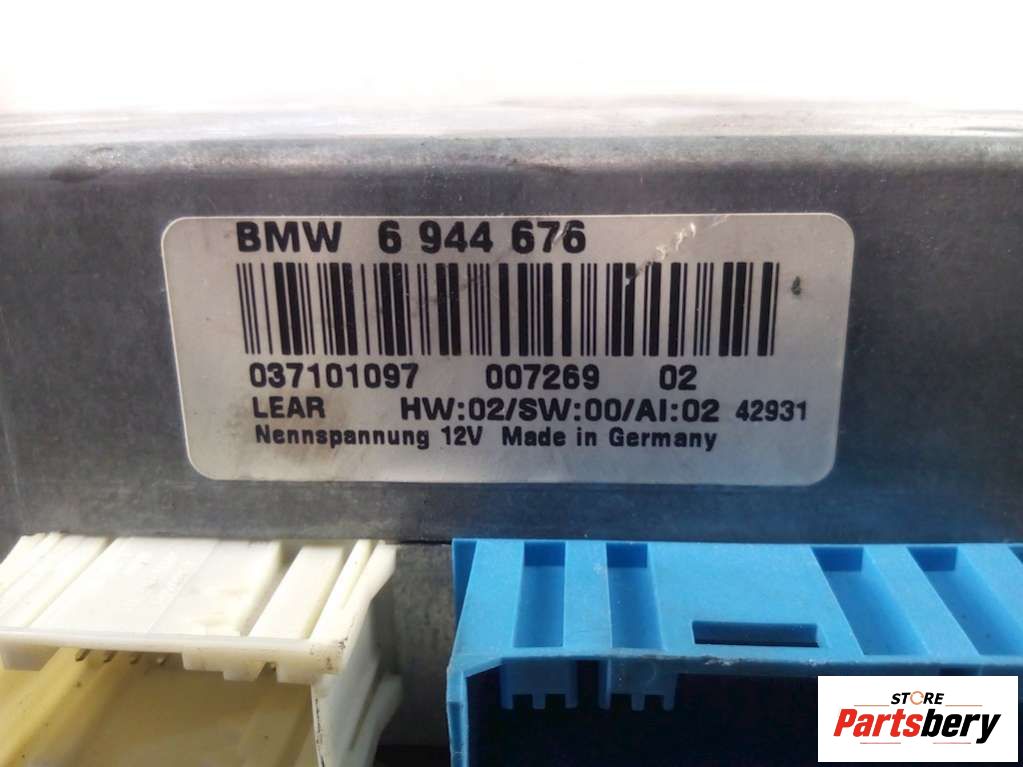 BMW 6 944 676
037101097 007269 02
LEAR HW:02/SW:00/AI:02 42931
Nennspannung 12V Made in Germany
STORE
Partsbery